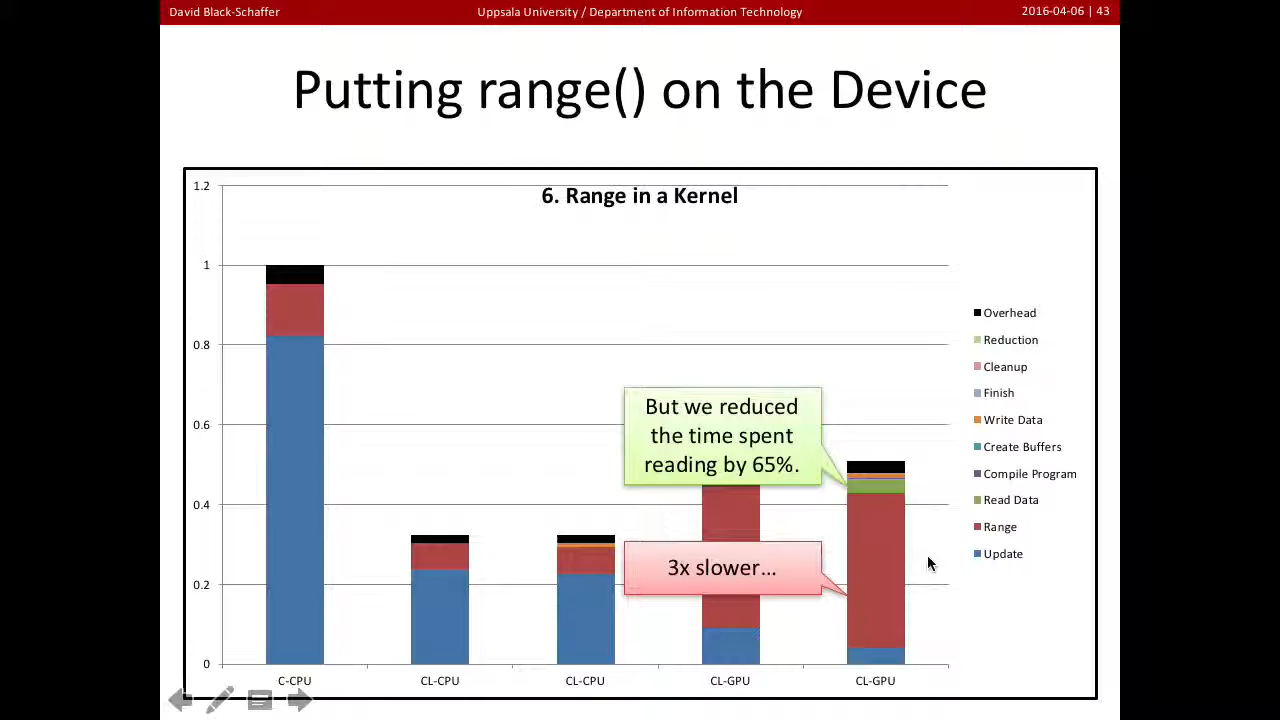 David Black-Schaffer
Uppsala University / Department of Information Technology
2016-04-06 | 43
Putting range() on the Device
6. Range in a Kernel
1.2
1
0.8
0.6
0.4
0.2
0
But we reduced
the time spent
reading by 65%.
3x slower...
Overhead
Reduction
Cleanup
Finish
Write Data
Create Buffers
Compile Program
Read Data
Range
Update
C-CPU
CL-CPU
CL-CPU
CL-GPU
CL-GPU